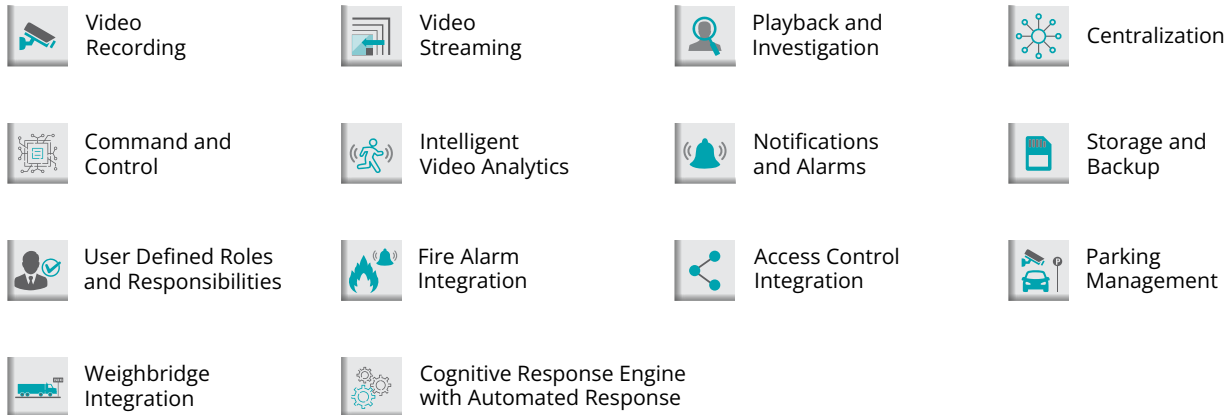 Video
Recording
Video
Streaming
Playback and
Investigation
Centralization
Command and
Control
Intelligent
Video Analytics
Notifications
and Alarms
Storage and
Backup
User Defined Roles
and Responsibilities
Fire Alarm
Integration
Access Control
Integration
P
Parking
Management
Weighbridge
Integration
Cognitive Response Engine
with Automated Response